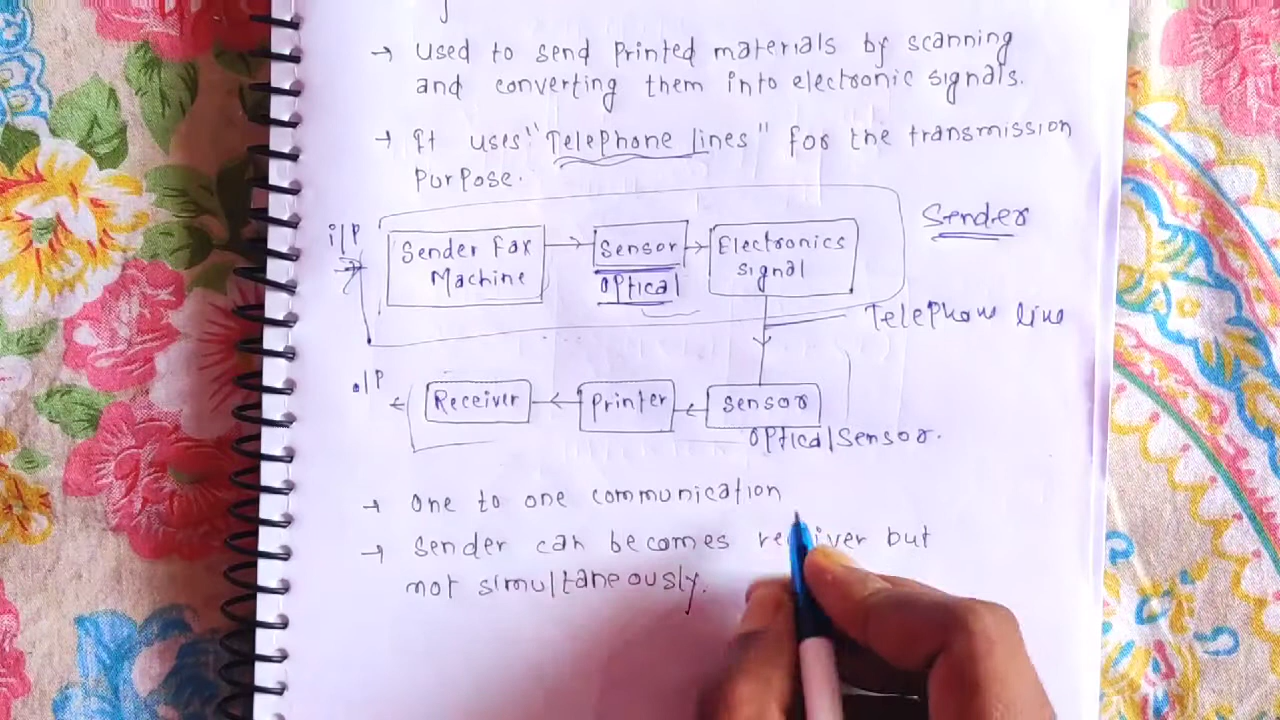 → Used to send printed materials by scanning
and converting them into electronic signals.
→ It uses "Telephone lines" for the transmission
purpose.
i/P
Sender fax
Machine
Sensor
optical
Electronics
signal
Sender
Telephone line
o/P
Receiver
Printer
sensor
optical sensor.
→ One to one communication
→ Sender can becomes receiver but
not simultaneously.